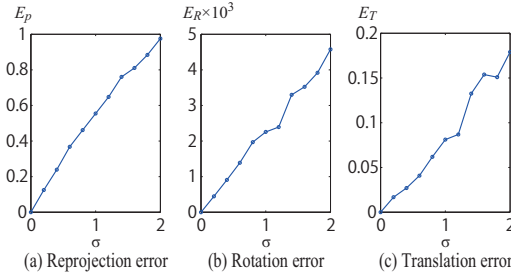 E_p
1
0.8
0.6
0.4
0.2
0
0
1
2
σ
(a) Reprojection error
E_R×10³
5
4
3
2
1
0
0
1
2
σ
(b) Rotation error
E_T
0.2
0.15
0.1
0.05
0
0
1
2
σ
(c) Translation error